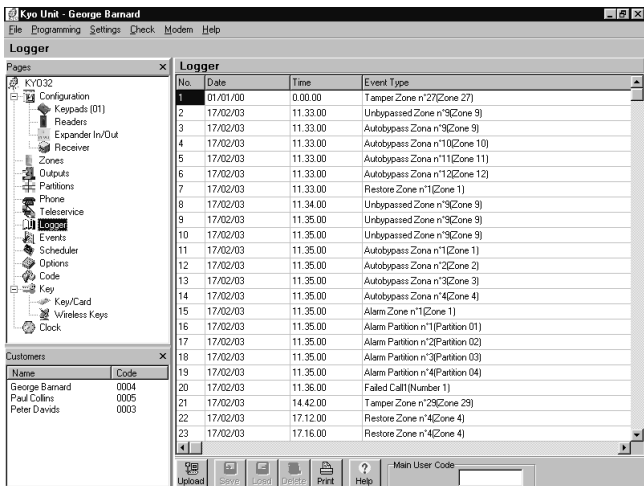 Kyo Unit - George Barnard
File Programming Settings Check Modem Help
Logger
Pages
KYO32
Configuration
Keypads (01)
Readers
Expander In/Out
Receiver
Zones
Outputs
Partitions
Phone
Teleservice
Logger
Events
Scheduler
Options
Code
Key
Key/Card
Wireless Keys
Clock
Customers
Name Code
George Barnard 0004
Paul Collins 0005
Peter Davids 0003
Logger
No. Date Time Event Type
1 01/01/00 0.00.00 Tamper Zone n°27(Zone 27)
2 17/02/03 11.33.00 Unbypassed Zone n°9(Zone 9)
3 17/02/03 11.33.00 Autobypass Zona n°9(Zone 9)
4 17/02/03 11.33.00 Autobypass Zona n°10(Zone 10)
5 17/02/03 11.33.00 Autobypass Zona n°11(Zone 11)
6 17/02/03 11.33.00 Autobypass Zona n°12(Zone 12)
7 17/02/03 11.33.00 Restore Zone n°1(Zone 1)
8 17/02/03 11.34.00 Unbypassed Zone n°9(Zone 9)
9 17/02/03 11.35.00 Unbypassed Zone n°9(Zone 9)
10 17/02/03 11.35.00 Unbypassed Zone n°9(Zone 9)
11 17/02/03 11.35.00 Autobypass Zona n°1(Zone 1)
12 17/02/03 11.35.00 Autobypass Zona n°2(Zone 2)
13 17/02/03 11.35.00 Autobypass Zona n°3(Zone 3)
14 17/02/03 11.35.00 Autobypass Zona n°4(Zone 4)
15 17/02/03 11.35.00 Alarm Zone n°1(Zone 1)
16 17/02/03 11.35.00 Alarm Partition n°1(Partition 01)
17 17/02/03 11.35.00 Alarm Partition n°2(Partition 02)
18 17/02/03 11.35.00 Alarm Partition n°3(Partition 03)
19 17/02/03 11.35.00 Alarm Partition n°4(Partition 04)
20 17/02/03 11.36.00 Failed Call1(Number 1)
21 17/02/03 14.42.00 Tamper Zone n°29(Zone 29)
22 17/02/03 17.12.00 Restore Zone n°4(Zone 4)
23 17/02/03 17.16.00 Restore Zone n°4(Zone 4)
Upload Save Load Delete Print Help Main User Code